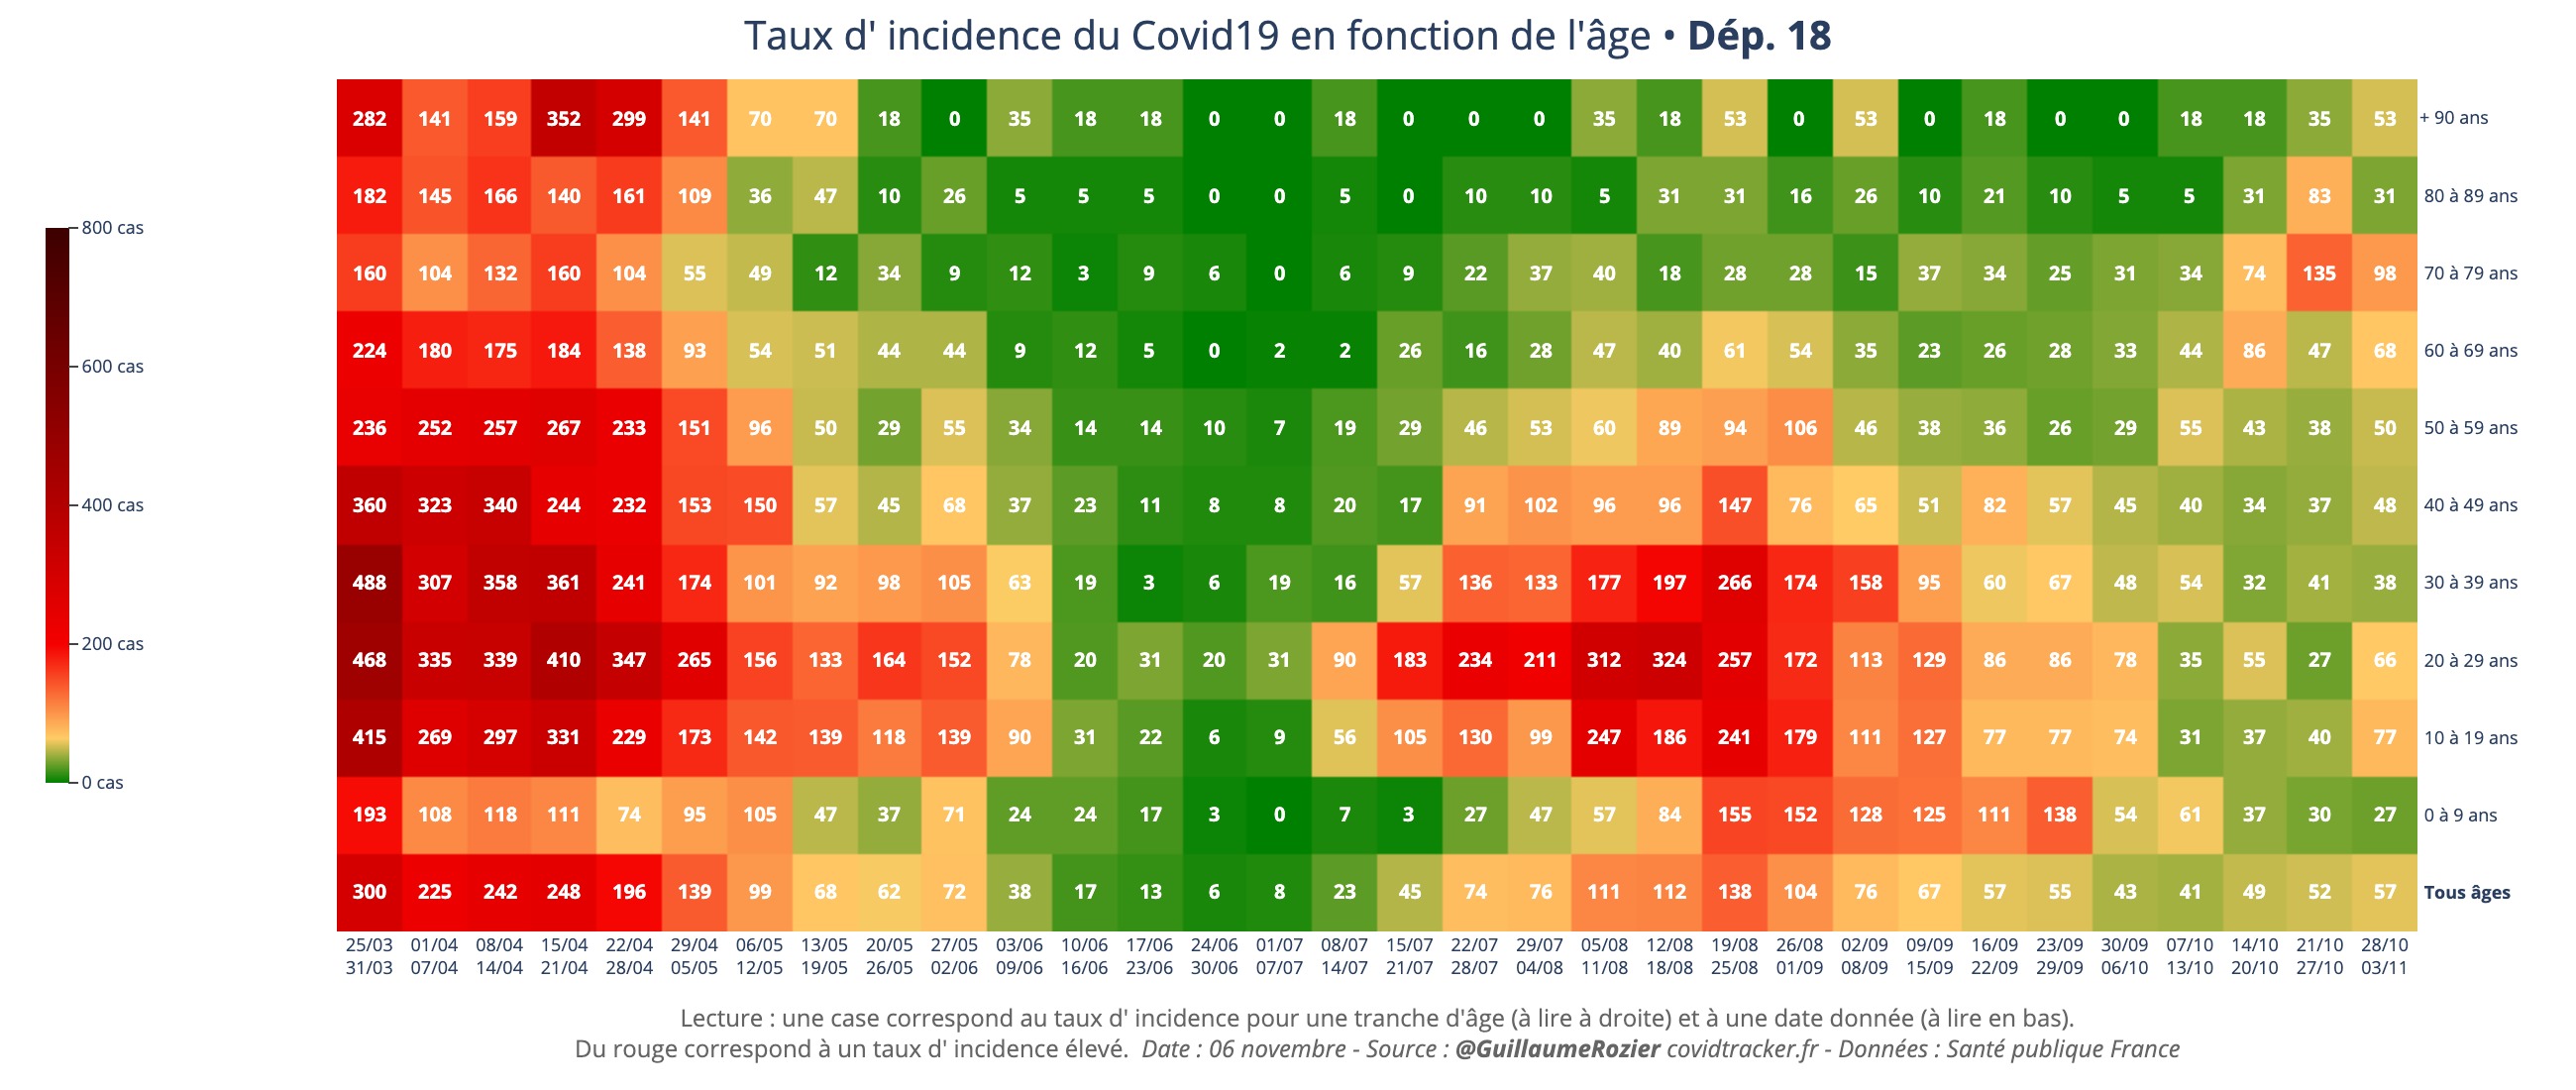 Taux d' incidence du Covid19 en fonction de l'âge • Dép. 18
800 cas
600 cas
400 cas
200 cas
0 cas
282 141 159 352 299 141 70 70 18 0 35 18 18 0 0 18 0 0 0 35 18 53 0 53 0 18 0 0 18 18 35 53 + 90 ans
182 145 166 140 161 109 36 47 10 26 5 5 5 0 0 5 0 10 10 5 31 31 16 26 10 21 10 5 5 31 83 31 80 à 89 ans
160 104 132 160 104 55 49 12 34 9 12 3 9 6 0 6 9 22 37 40 18 28 28 15 37 34 25 31 34 74 135 98 70 à 79 ans
224 180 175 184 138 93 54 51 44 44 9 12 5 0 2 2 26 16 28 47 40 61 54 35 23 26 28 33 44 86 47 68 60 à 69 ans
236 252 257 267 233 151 96 50 29 55 34 14 14 10 7 19 29 46 53 60 89 94 106 46 38 36 26 29 55 43 38 50 50 à 59 ans
360 323 340 244 232 153 150 57 45 68 37 23 11 8 8 20 17 91 102 96 96 147 76 65 51 82 57 45 40 34 37 48 40 à 49 ans
488 307 358 361 241 174 101 92 98 105 63 19 3 6 19 16 57 136 133 177 197 266 174 158 95 60 67 48 54 32 41 38 30 à 39 ans
468 335 339 410 347 265 156 133 164 152 78 20 31 20 31 90 183 234 211 312 324 257 172 113 129 86 86 78 35 55 27 66 20 à 29 ans
415 269 297 331 229 173 142 139 118 139 90 31 22 6 9 56 105 130 99 247 186 241 179 111 127 77 77 74 31 37 40 77 10 à 19 ans
193 108 118 111 74 95 105 47 37 71 24 24 17 3 0 7 3 27 47 57 84 155 152 128 125 111 138 54 61 37 30 27 0 à 9 ans
300 225 242 248 196 139 99 68 62 72 38 17 13 6 8 23 45 74 76 111 112 138 104 76 67 57 55 43 41 49 52 57 Tous âges
25/03 01/04 08/04 15/04 22/04 29/04 06/05 13/05 20/05 27/05 03/06 10/06 17/06 24/06 01/07 08/07 15/07 22/07 29/07 05/08 12/08 19/08 26/08 02/09 09/09 16/09 23/09 30/09 07/10 14/10 21/10 28/10
31/03 07/04 14/04 21/04 28/04 05/05 12/05 19/05 26/05 02/06 09/06 16/06 23/06 30/06 07/07 14/07 21/07 28/07 04/08 11/08 18/08 25/08 01/09 08/09 15/09 22/09 29/09 06/10 13/10 20/10 27/10 03/11
Lecture : une case correspond au taux d' incidence pour une tranche d'âge (à lire à droite) et à une date donnée (à lire en bas).
Du rouge correspond à un taux d' incidence élevé. Date : 06 novembre - Source : @GuillaumeRozier covidtracker.fr - Données : Santé publique France